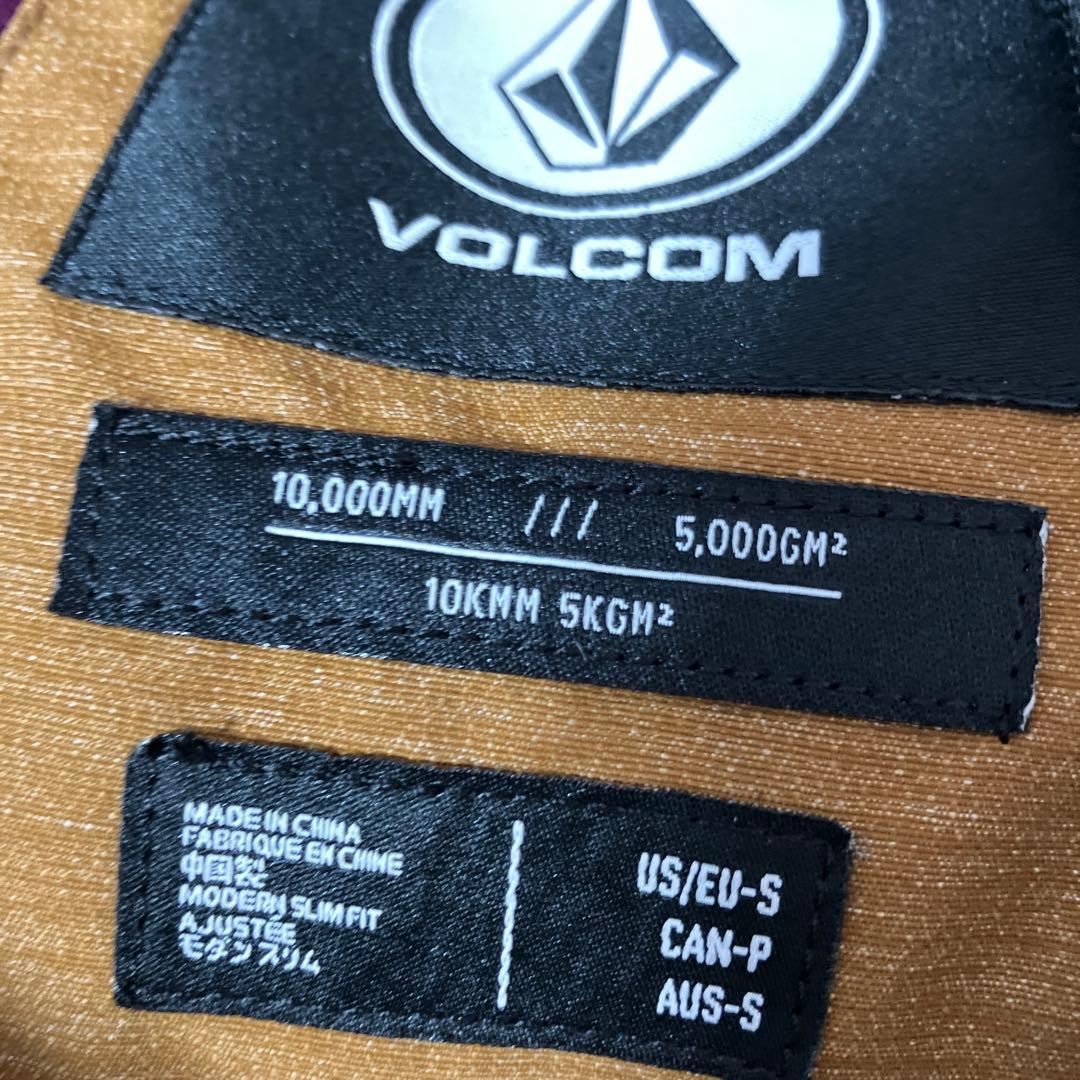 VOLCOM
10,000MM /// 5,000GM²
10KMM 5KGM²
MADE IN CHINA
FABRIQUE EN CHINE
中国製
MODERN SLIM FIT
AJUSTÉE
モダン スリム
US/EU-S
CAN-P
AUS-S